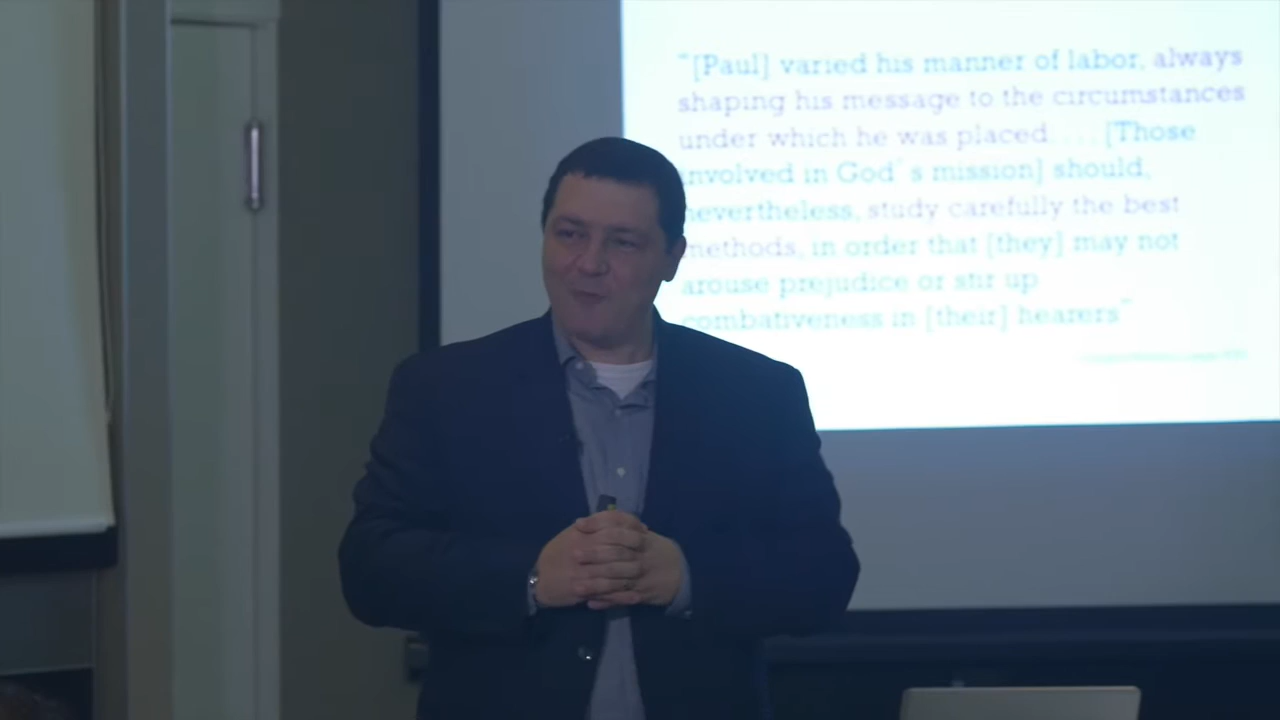 "[Paul] varied his manner of labor, always
shaping his message to the circumstances
under which he was placed. . . . [Those
involved in God's mission] should,
nevertheless, study carefully the best
methods, in order that [they] may not
arouse prejudice or stir up
combativeness in [their] hearers"